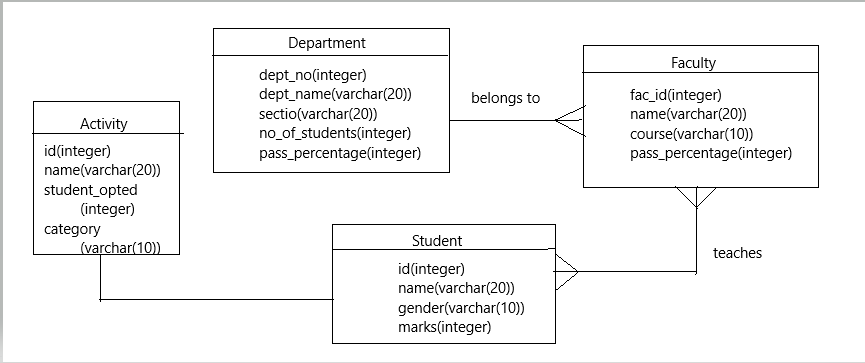 Department
dept_no(integer)
dept_name(varchar(20))
sectio(varchar(20))
no_of_students(integer)
pass_percentage(integer)
belongs to
Faculty
fac_id(integer)
name(varchar(20))
course(varchar(10))
pass_percentage(integer)
Activity
id(integer)
name(varchar(20))
student_opted
(integer)
category
(varchar(10))
Student
id(integer)
name(varchar(20))
gender(varchar(10))
marks(integer)
teaches